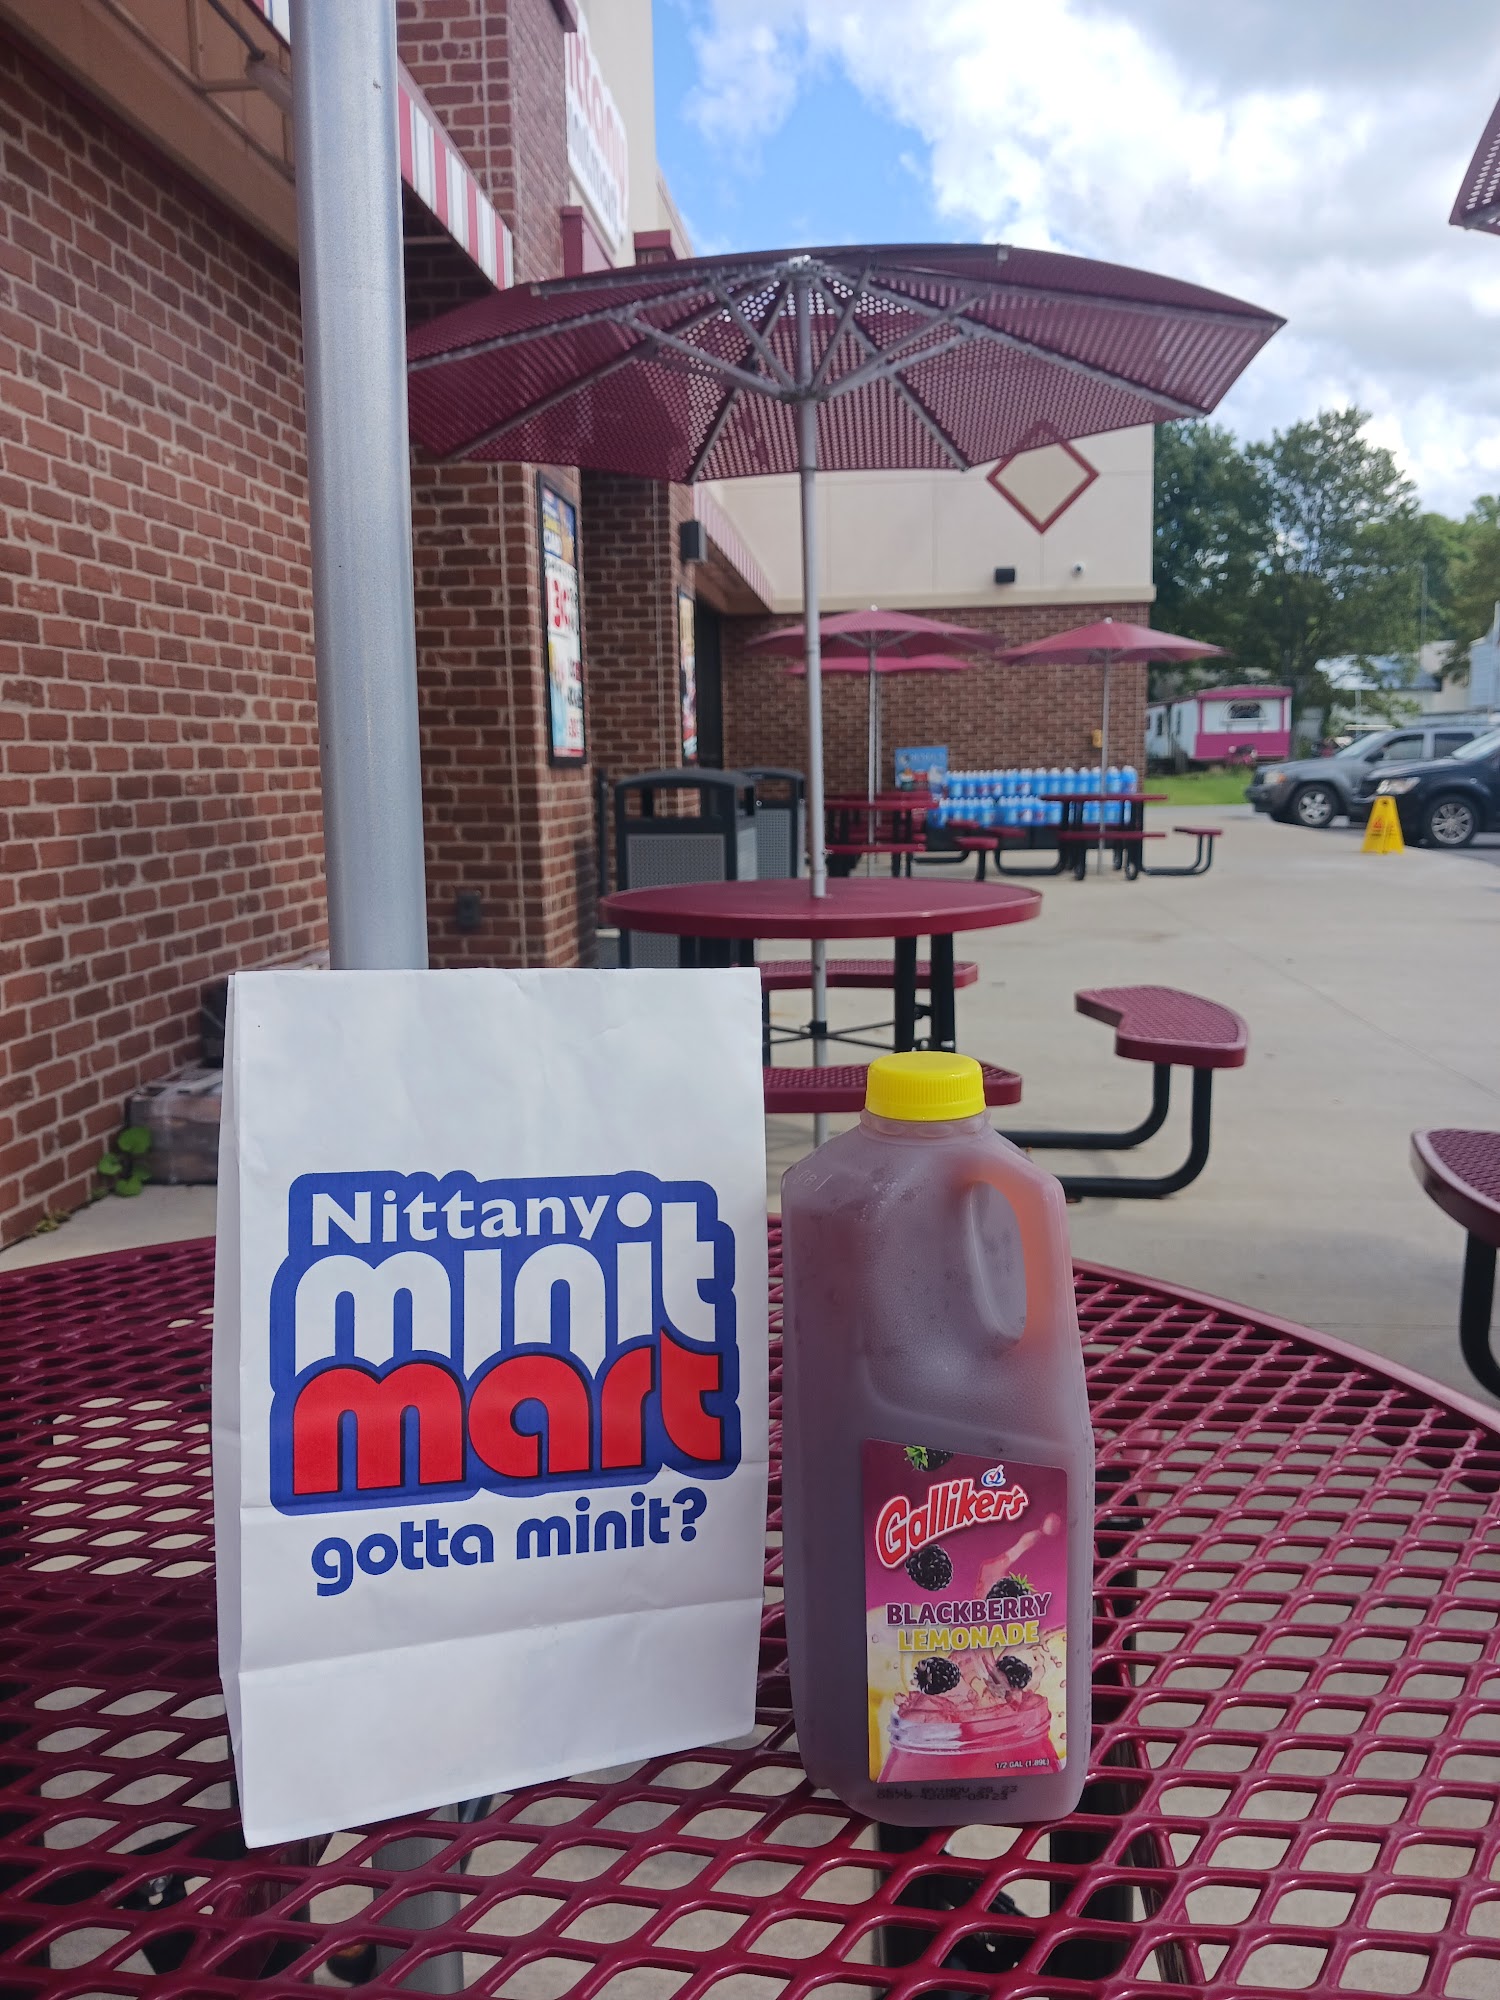 Nittany
minit
mart
gotta minit?
Galliker's
BLACKBERRY
LEMONADE
1/2 GAL (1.89L)